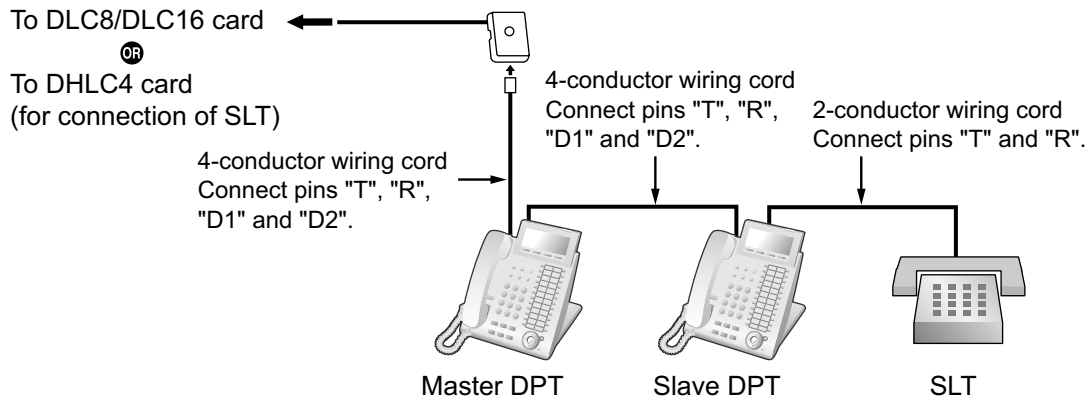 To DLC8/DLC16 card
OR
To DHLC4 card
(for connection of SLT)
4-conductor wiring cord
Connect pins "T", "R",
"D1" and "D2".
4-conductor wiring cord
Connect pins "T", "R",
"D1" and "D2".
2-conductor wiring cord
Connect pins "T" and "R".
Master DPT
Slave DPT
SLT